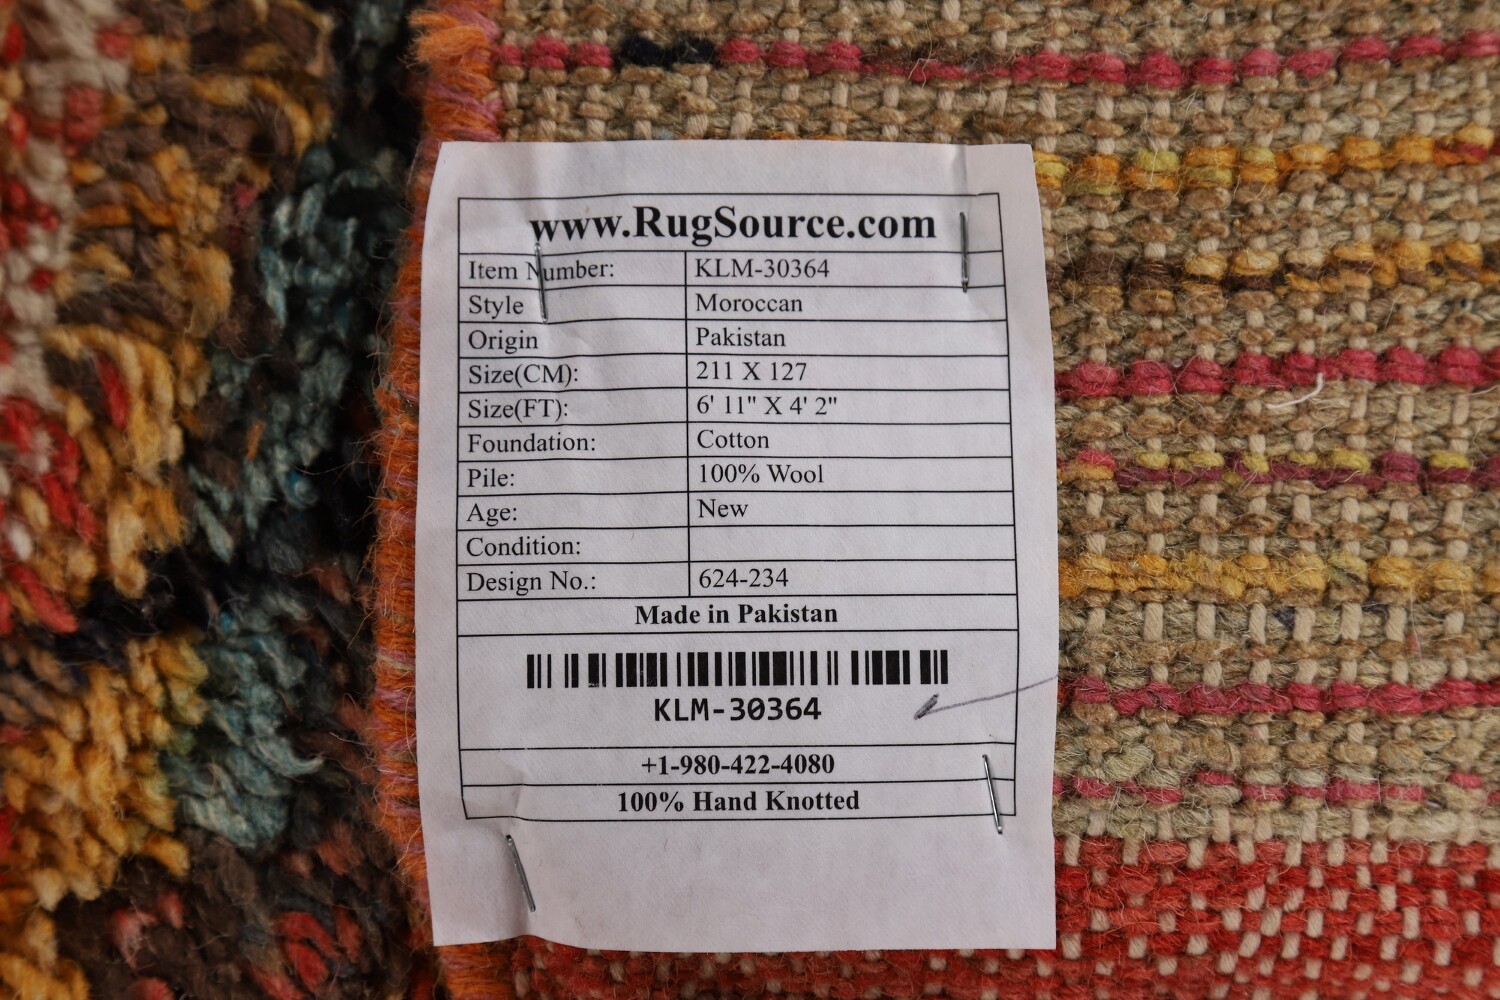 www.RugSource.com
Item Number: KLM-30364
Style Moroccan
Origin Pakistan
Size(CM): 211 X 127
Size(FT): 6' 11" X 4' 2"
Foundation: Cotton
Pile: 100% Wool
Age: New
Condition:
Design No.: 624-234
Made in Pakistan
KLM-30364
+1-980-422-4080
100% Hand Knotted